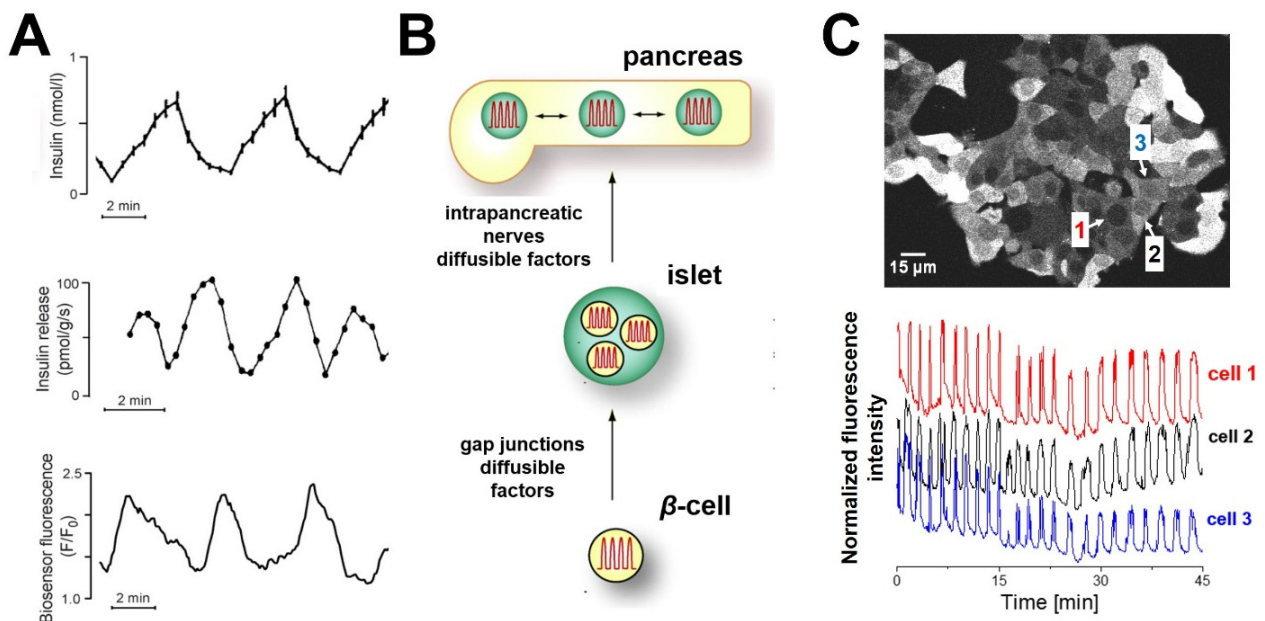 A
1
Insulin (nmol/l)
0
2 min
100
Insulin release
(pmol/g/s)
0
2 min
2.5
Biosensor fluorescence
(F/F0)
1.0
2 min
B
pancreas
intrapancreatic
nerves
diffusible factors
islet
gap junctions
diffusible
factors
β-cell
C
3
1
2
15 µm
Normalized fluorescence
intensity
cell 1
cell 2
cell 3
0 15 30 45
Time [min]